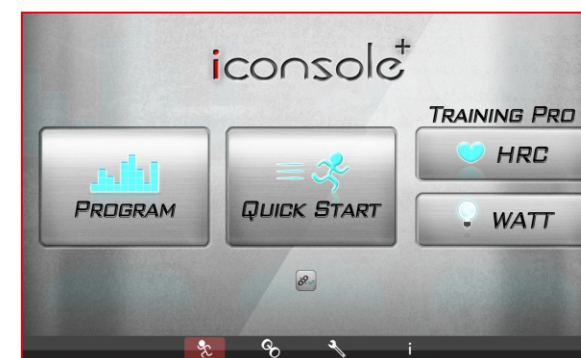 iconsole+
TRAINING PRO
PROGRAM
QUICK START
HRC
WATT
i